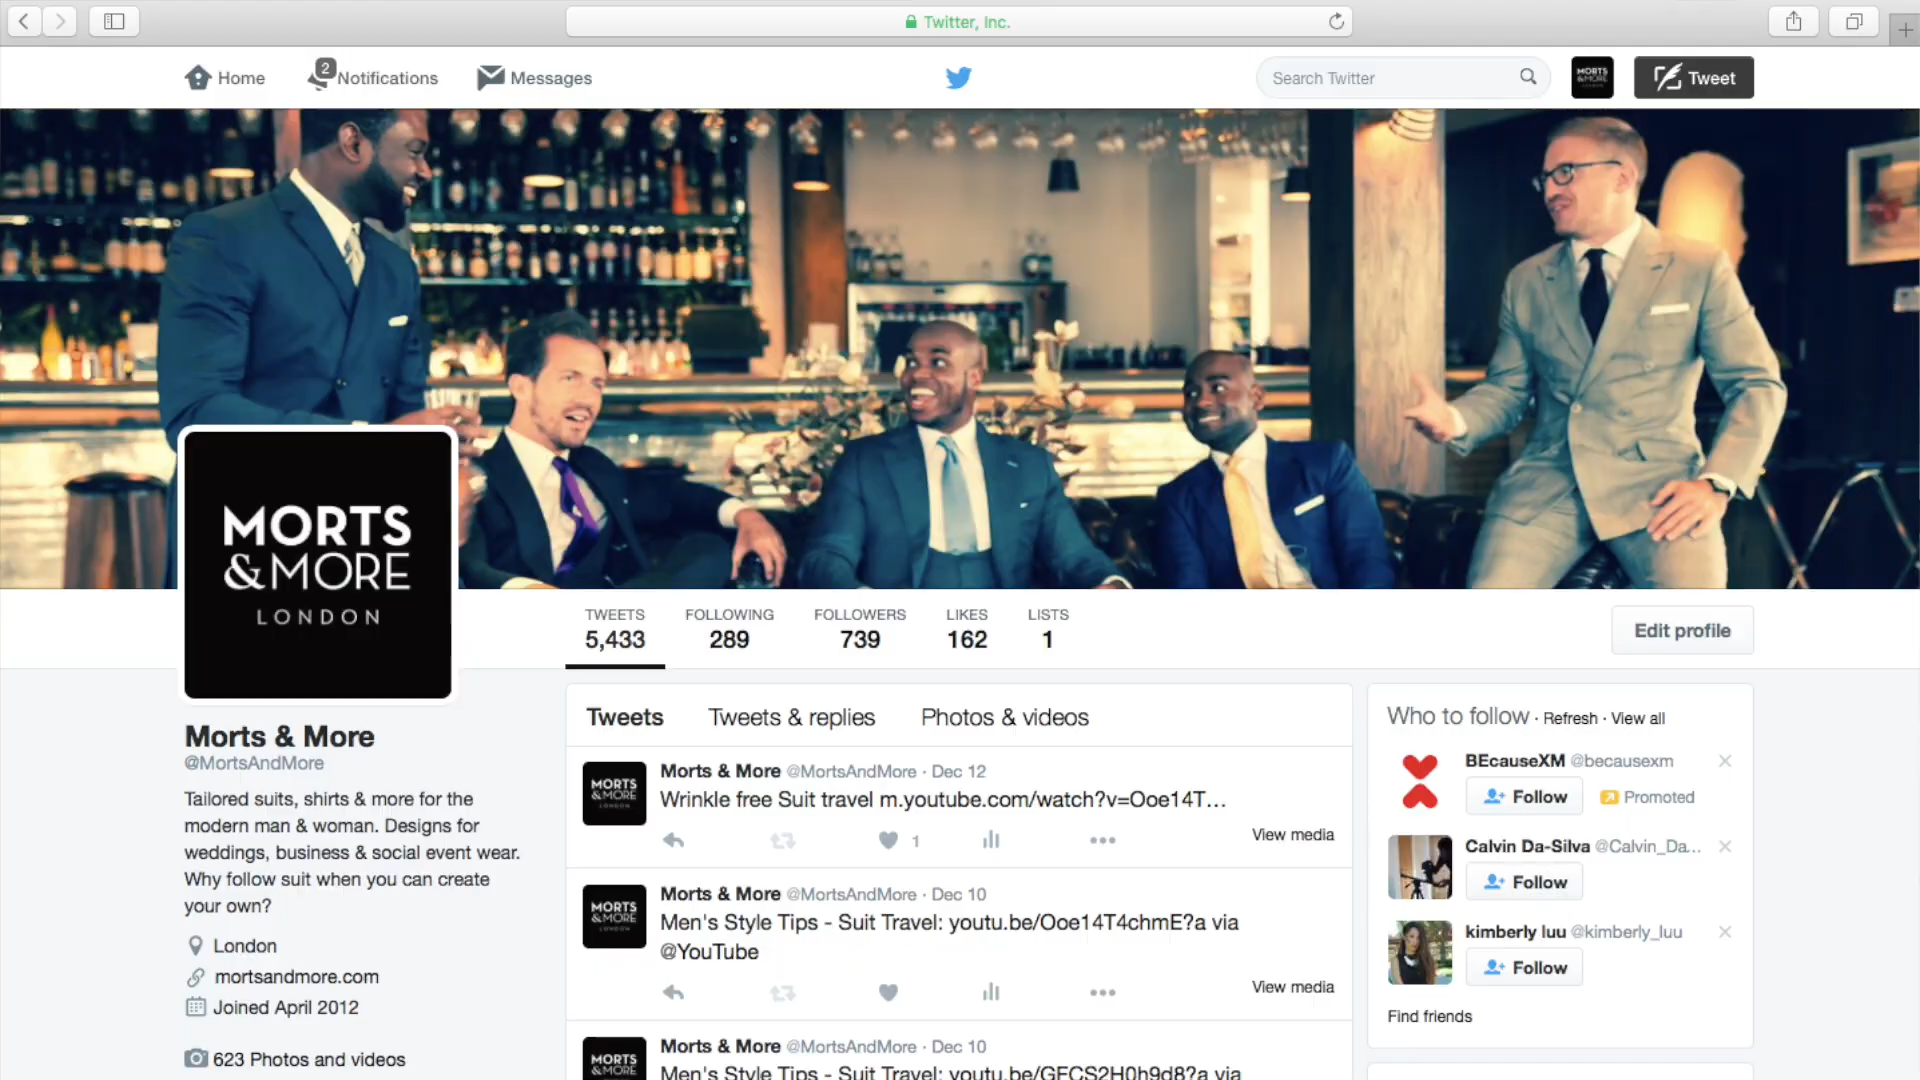 Twitter, Inc.
Home
2
Notifications
Messages
Search Twitter
MORTS
&MORE
LONDON
Tweet
MORTS
&MORE
LONDON
TWEETS
5,433
FOLLOWING
289
FOLLOWERS
739
LIKES
162
LISTS
1
Edit profile
Morts & More
@MortsAndMore
Tailored suits, shirts & more for the
modern man & woman. Designs for
weddings, business & social event wear.
Why follow suit when you can create
your own?
London
mortsandmore.com
Joined April 2012
623 Photos and videos
Tweets
Tweets & replies
Photos & videos
MORTS
&MORE
LONDON
Morts & More @MortsAndMore · Dec 12
Wrinkle free Suit travel m.youtube.com/watch?v=Ooe14T...
1
View media
MORTS
&MORE
LONDON
Morts & More @MortsAndMore · Dec 10
Men's Style Tips - Suit Travel: youtu.be/Ooe14T4chmE?a via
@YouTube
View media
MORTS
&MORE
Morts & More @MortsAndMore · Dec 10
Men's Style Tips - Suit Travel: youtu.be/GFCS2H0h9d8?a via
Who to follow · Refresh · View all
BEcauseXM @becausexm
Follow
Promoted
Calvin Da-Silva @Calvin_Da...
Follow
kimberly luu @kimberly_luu
Follow
Find friends